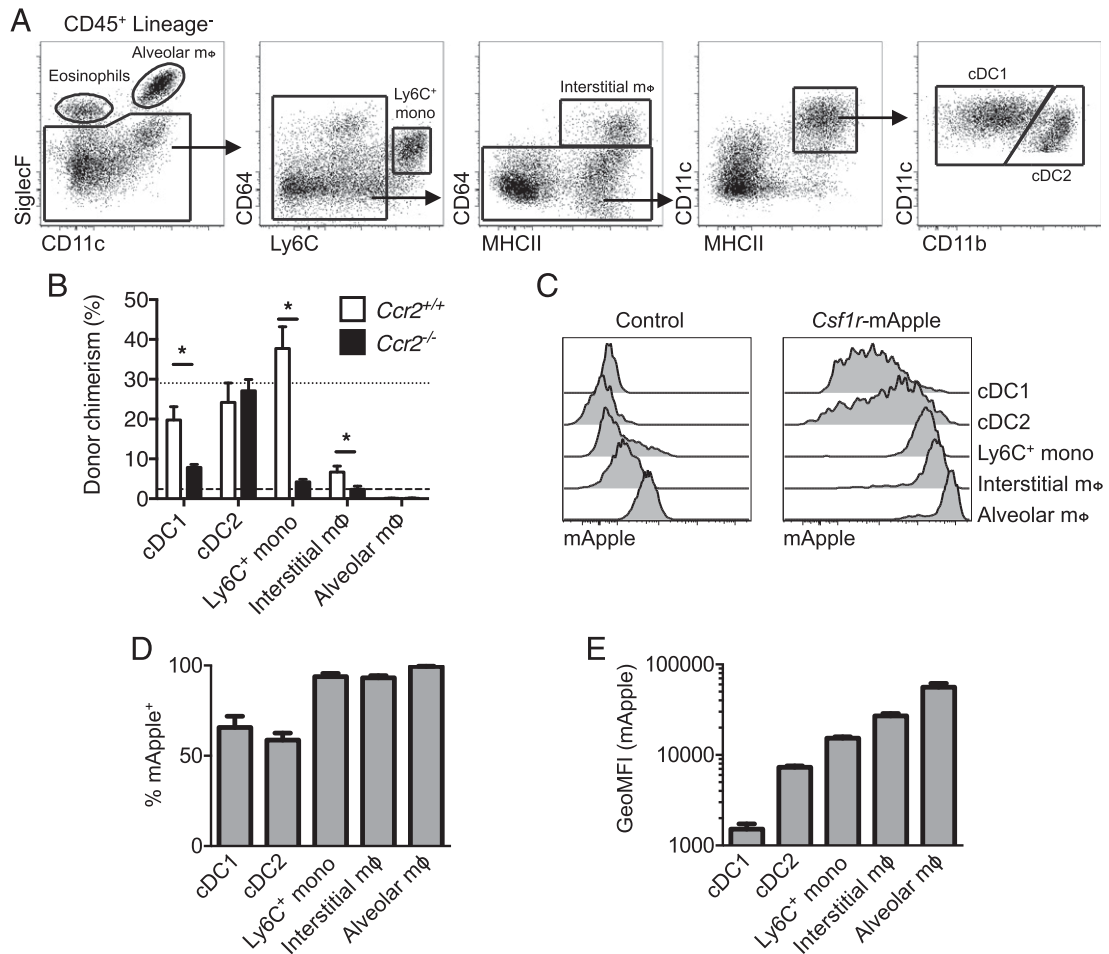 A
CD45⁺ Lineage⁻
Alveolar mΦ
Eosinophils
SiglecF
CD11c
Ly6C⁺
mono
CD64
Ly6C
Interstitial mΦ
CD64
MHCII
CD11c
MHCII
cDC1
cDC2
CD11c
CD11b
B
Donor chimerism (%)
50
40
30
20
10
0
*
*
*
Ccr2⁺/⁺
Ccr2⁻/⁻
cDC1
cDC2
Ly6C⁺ mono
Interstitial mΦ
Alveolar mΦ
C
Control
Csf1r-mApple
cDC1
cDC2
Ly6C⁺ mono
Interstitial mΦ
Alveolar mΦ
mApple
mApple
D
% mApple⁺
100
50
0
cDC1
cDC2
Ly6C⁺ mono
Interstitial mϕ
Alveolar mϕ
E
GeoMFI (mApple)
100000
10000
1000
cDC1
cDC2
Ly6C⁺ mono
Interstitial mϕ
Alveolar mϕ